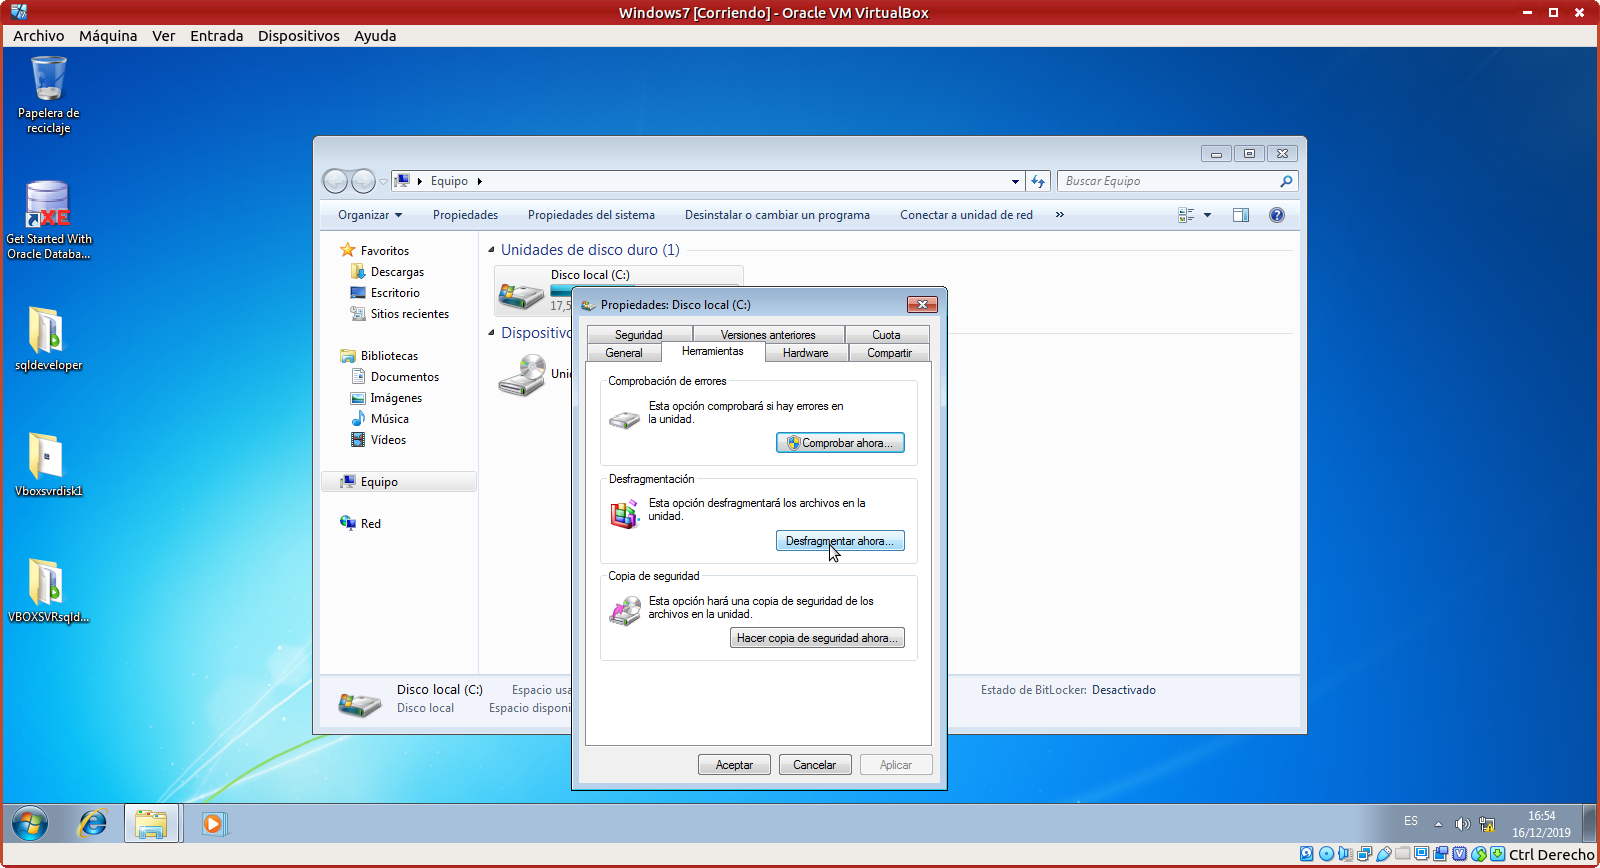 Windows7 [Corriendo] - Oracle VM VirtualBox
Archivo Máquina Ver Entrada Dispositivos Ayuda
Papelera de
reciclaje
XE
Get Started With
Oracle Databa...
sqldeveloper
Vboxsvrdisk1
VBOXSVRsqld...
Equipo
Buscar Equipo
Organizar Propiedades Propiedades del sistema Desinstalar o cambiar un programa Conectar a unidad de red »
Favoritos
Descargas
Escritorio
Sitios recientes
Bibliotecas
Documentos
Imágenes
Música
Vídeos
Equipo
Red
Unidades de disco duro (1)
Disco local (C:)
17,5
Dispositivo
Propiedades: Disco local (C:)
Seguridad Versiones anteriores Cuota
General Herramientas Hardware Compartir
Comprobación de errores
Esta opción comprobará si hay errores en
la unidad.
Comprobar ahora...
Desfragmentación
Esta opción desfragmentará los archivos en la
unidad.
Desfragmentar ahora...
Copia de seguridad
Esta opción hará una copia de seguridad de los
archivos en la unidad.
Hacer copia de seguridad ahora...
Aceptar Cancelar Aplicar
Disco local (C:) Espacio usa
Disco local Espacio disponi
Estado de BitLocker: Desactivado
ES
16:54
16/12/2019
Ctrl Derecho